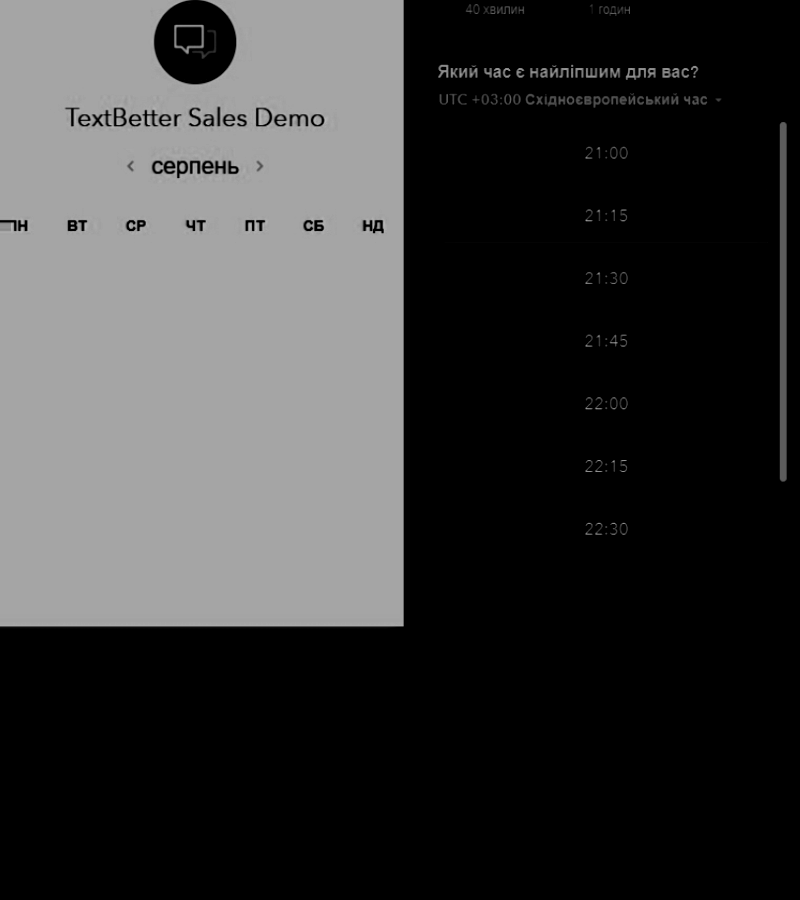 TextBetter Sales Demo
серпень
ПН ВТ СР ЧТ ПТ СБ НД
40 хвилин 1 годин
Який час є найліпшим для вас?
UTC +03:00 Східноєвропейський час
21:00
21:15
21:30
21:45
22:00
22:15
22:30